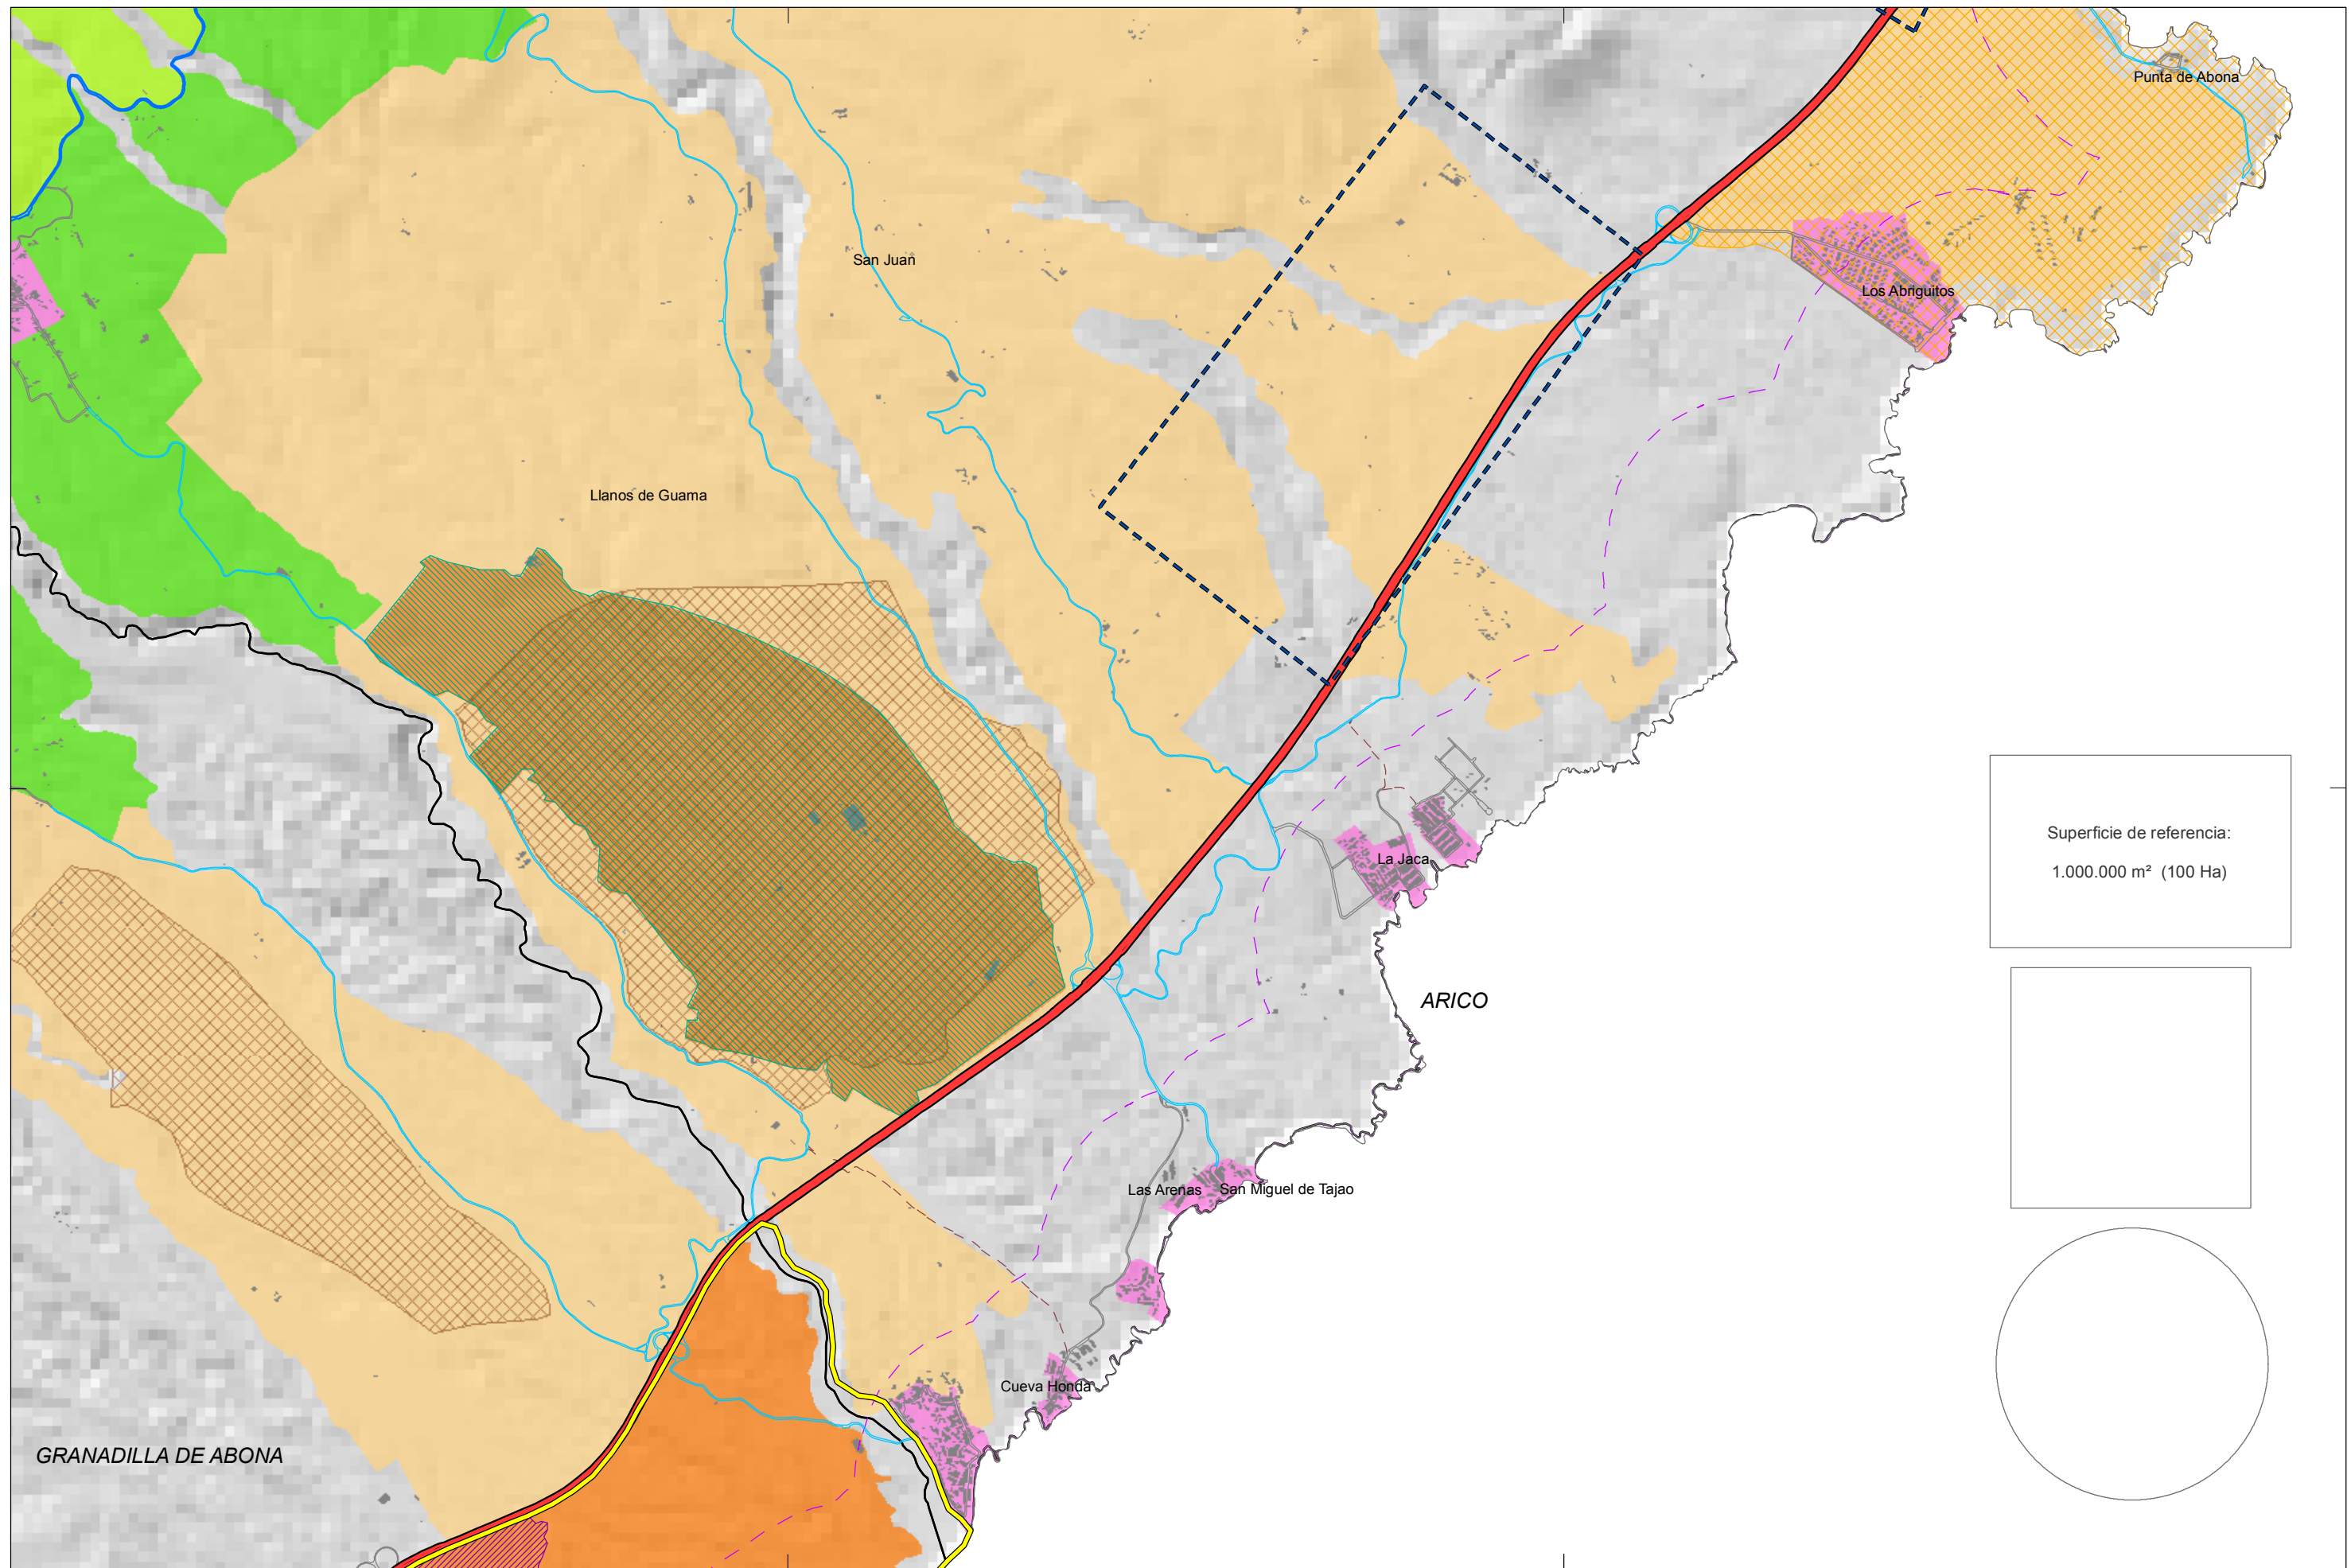 Punta de Abona
San Juan
Los Abriguitos
Llanos de Guama
Superficie de referencia:
1.000.000 m² (100 Ha)
La Jaca
ARICO
Las Arenas
San Miguel de Tajao
Cueva Honda
GRANADILLA DE ABONA